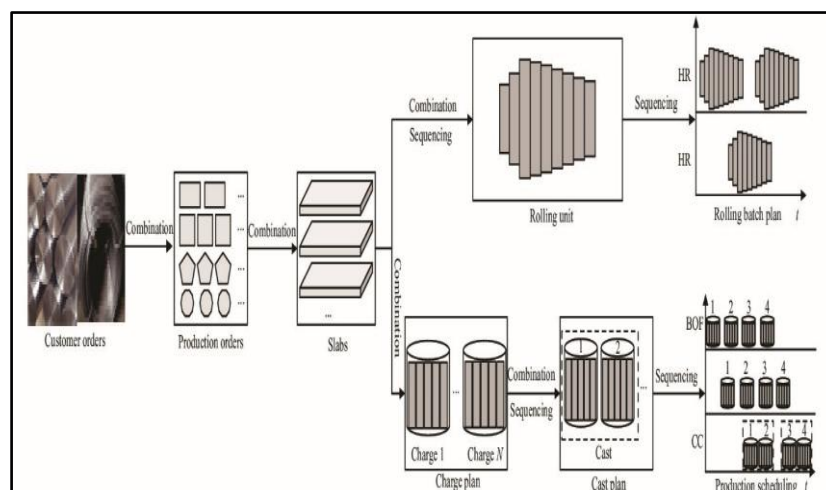 Customer orders
Combination
...
...
...
...
Production orders
Combination
...
Slabs
Combination
Sequencing
Rolling unit
Sequencing
HR
HR
Rolling batch plan t
Combination
...
Charge 1 Charge N
Charge plan
Combination
Sequencing
1 2
...
Cast
Cast plan
Sequencing
1 2 3 4
BOF
1 2 3 4
CC
1 2 3 4
Production scheduling t